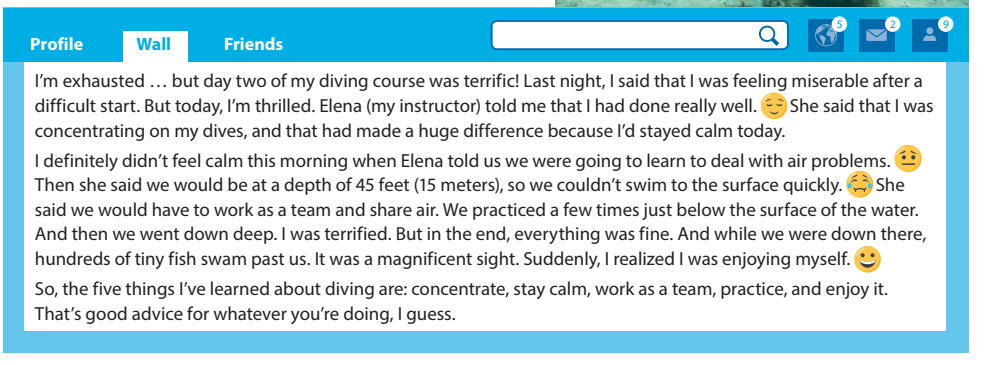 Profile
Wall
Friends
5
2
9
I'm exhausted … but day two of my diving course was terrific! Last night, I said that I was feeling miserable after a
difficult start. But today, I'm thrilled. Elena (my instructor) told me that I had done really well. 😌 She said that I was
concentrating on my dives, and that had made a huge difference because I'd stayed calm today.
I definitely didn't feel calm this morning when Elena told us we were going to learn to deal with air problems. 😐
Then she said we would be at a depth of 45 feet (15 meters), so we couldn't swim to the surface quickly. 😂 She
said we would have to work as a team and share air. We practiced a few times just below the surface of the water.
And then we went down deep. I was terrified. But in the end, everything was fine. And while we were down there,
hundreds of tiny fish swam past us. It was a magnificent sight. Suddenly, I realized I was enjoying myself. 😀
So, the five things I've learned about diving are: concentrate, stay calm, work as a team, practice, and enjoy it.
That's good advice for whatever you're doing, I guess.